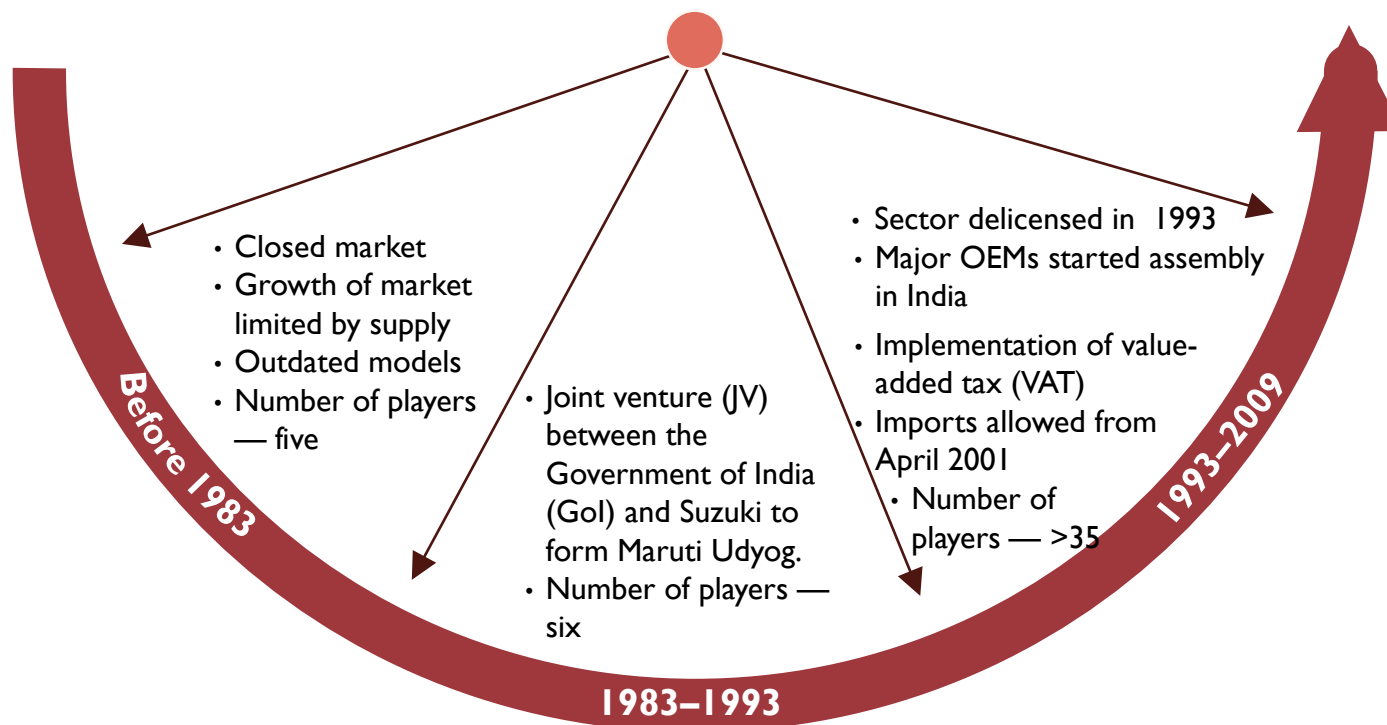 • Closed market
• Growth of market
limited by supply
• Outdated models
• Number of players
— five
Before 1983
• Joint venture (JV)
between the
Government of India
(GoI) and Suzuki to
form Maruti Udyog.
• Number of players —
six
1983–1993
• Sector delicensed in 1993
• Major OEMs started assembly
in India
• Implementation of value-
added tax (VAT)
• Imports allowed from
April 2001
• Number of
players — >35
1993–2009